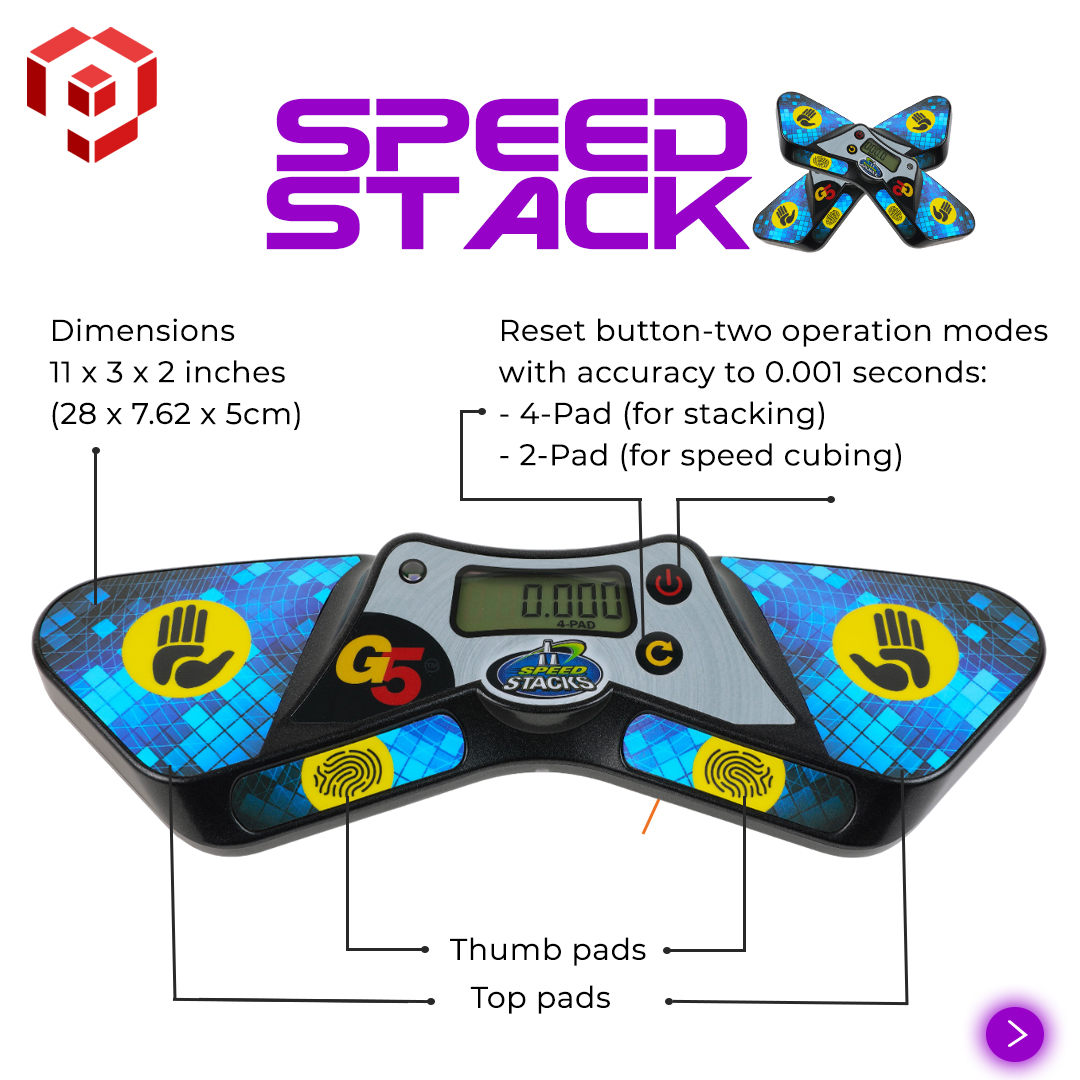 SPEED
STACK
Dimensions
11 x 3 x 2 inches
(28 x 7.62 x 5cm)
Reset button-two operation modes
with accuracy to 0.001 seconds:
- 4-Pad (for stacking)
- 2-Pad (for speed cubing)
0.000
4-PAD
G5
TM
SPEED
STACKS
Thumb pads
Top pads